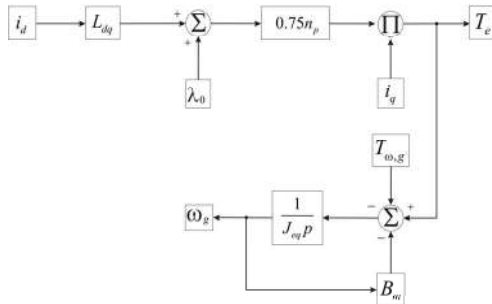 i_d
L_dq
+
Σ
+
0.75n_p
∏
T_e
λ_0
i_q
T_ω,g
ω_g
1
J_eq p
−
Σ
+
−
B_m